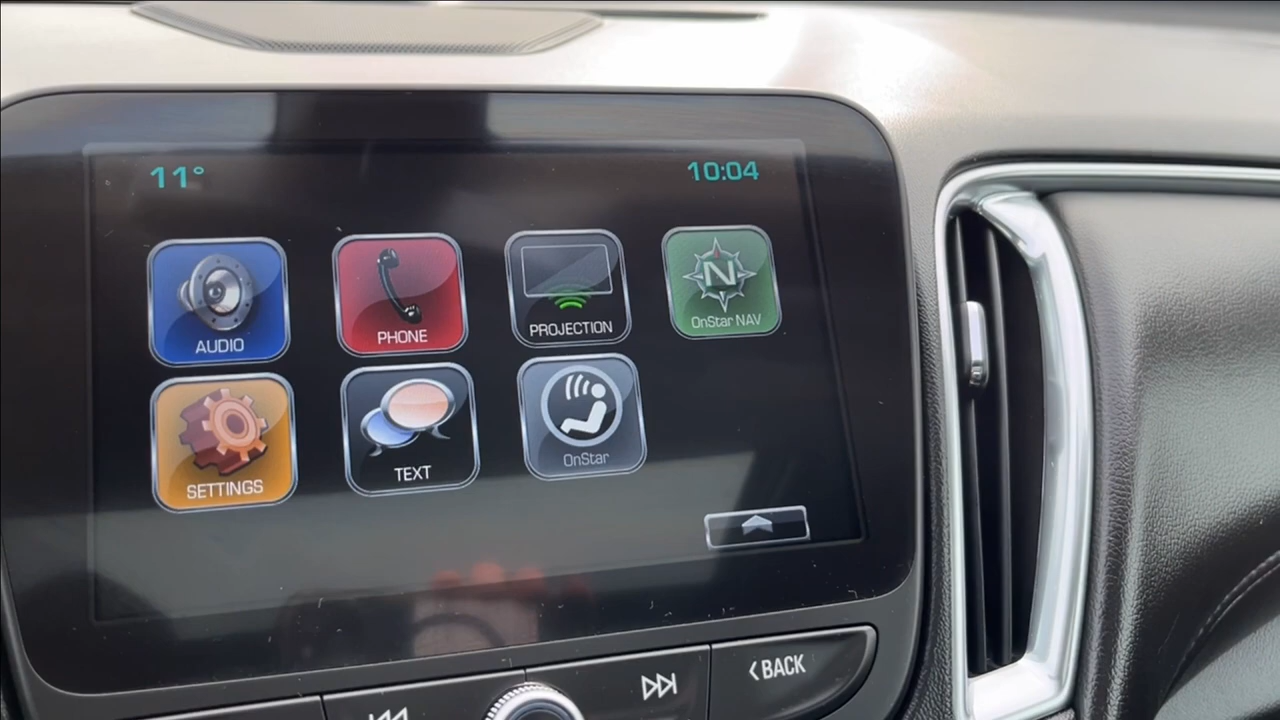 11° 10:04
AUDIO PHONE PROJECTION N OnStar NAV
SETTINGS TEXT OnStar
BACK